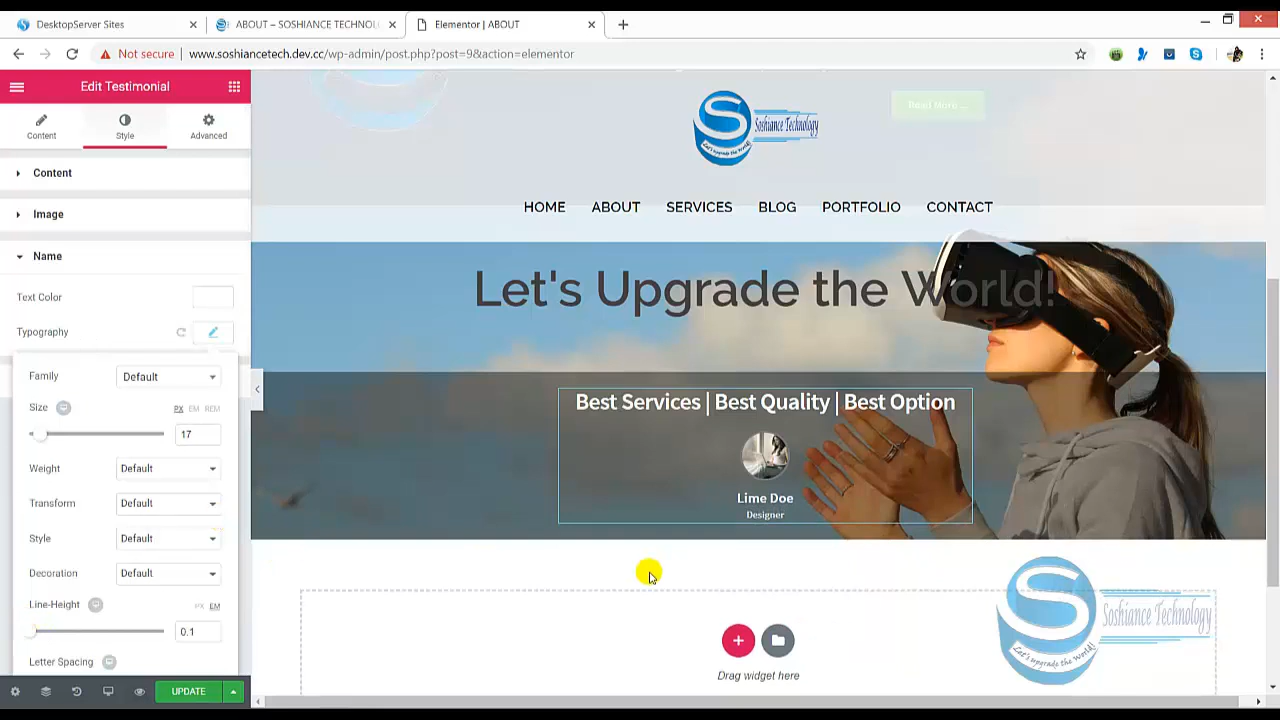 DesktopServer Sites
ABOUT – SOSHIANCE TECHNOL
Elementor | ABOUT
Not secure
www.soshiancetech.dev.cc/wp-admin/post.php?post=9&action=elementor
Edit Testimonial
Content
Style
Advanced
Content
Image
Name
Text Color
Typography
Family
Default
Size
PX EM REM
17
Weight
Default
Transform
Default
Style
Default
Decoration
Default
Line-Height
PX EM
0.1
Letter Spacing
UPDATE
Read More...
S
Soshiance Technology
Let's upgrade the World!
HOME ABOUT SERVICES BLOG PORTFOLIO CONTACT
Let's Upgrade the World!
Best Services | Best Quality | Best Option
Lime Doe
Designer
Drag widget here
S
Soshiance Technology
Let's upgrade the World!